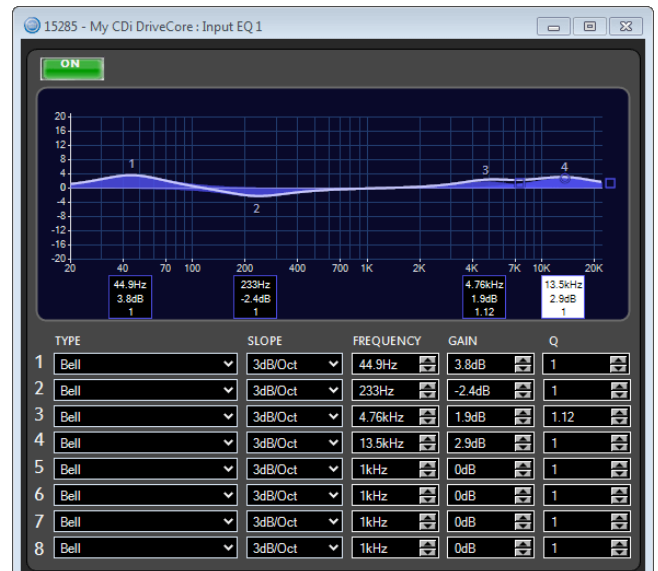 15285 - My CDi DriveCore : Input EQ 1
ON
20
16
12
8
4
0
-4
-8
-12
-16
-20
1
2
3
4
20 40 70 100 200 400 700 1K 2K 4K 7K 10K 20K
44.9Hz 233Hz 4.76kHz 13.5kHz
3.8dB -2.4dB 1.9dB 2.9dB
1 1 1.12 1
TYPE SLOPE FREQUENCY GAIN Q
1 Bell 3dB/Oct 44.9Hz 3.8dB 1
2 Bell 3dB/Oct 233Hz -2.4dB 1
3 Bell 3dB/Oct 4.76kHz 1.9dB 1.12
4 Bell 3dB/Oct 13.5kHz 2.9dB 1
5 Bell 3dB/Oct 1kHz 0dB 1
6 Bell 3dB/Oct 1kHz 0dB 1
7 Bell 3dB/Oct 1kHz 0dB 1
8 Bell 3dB/Oct 1kHz 0dB 1